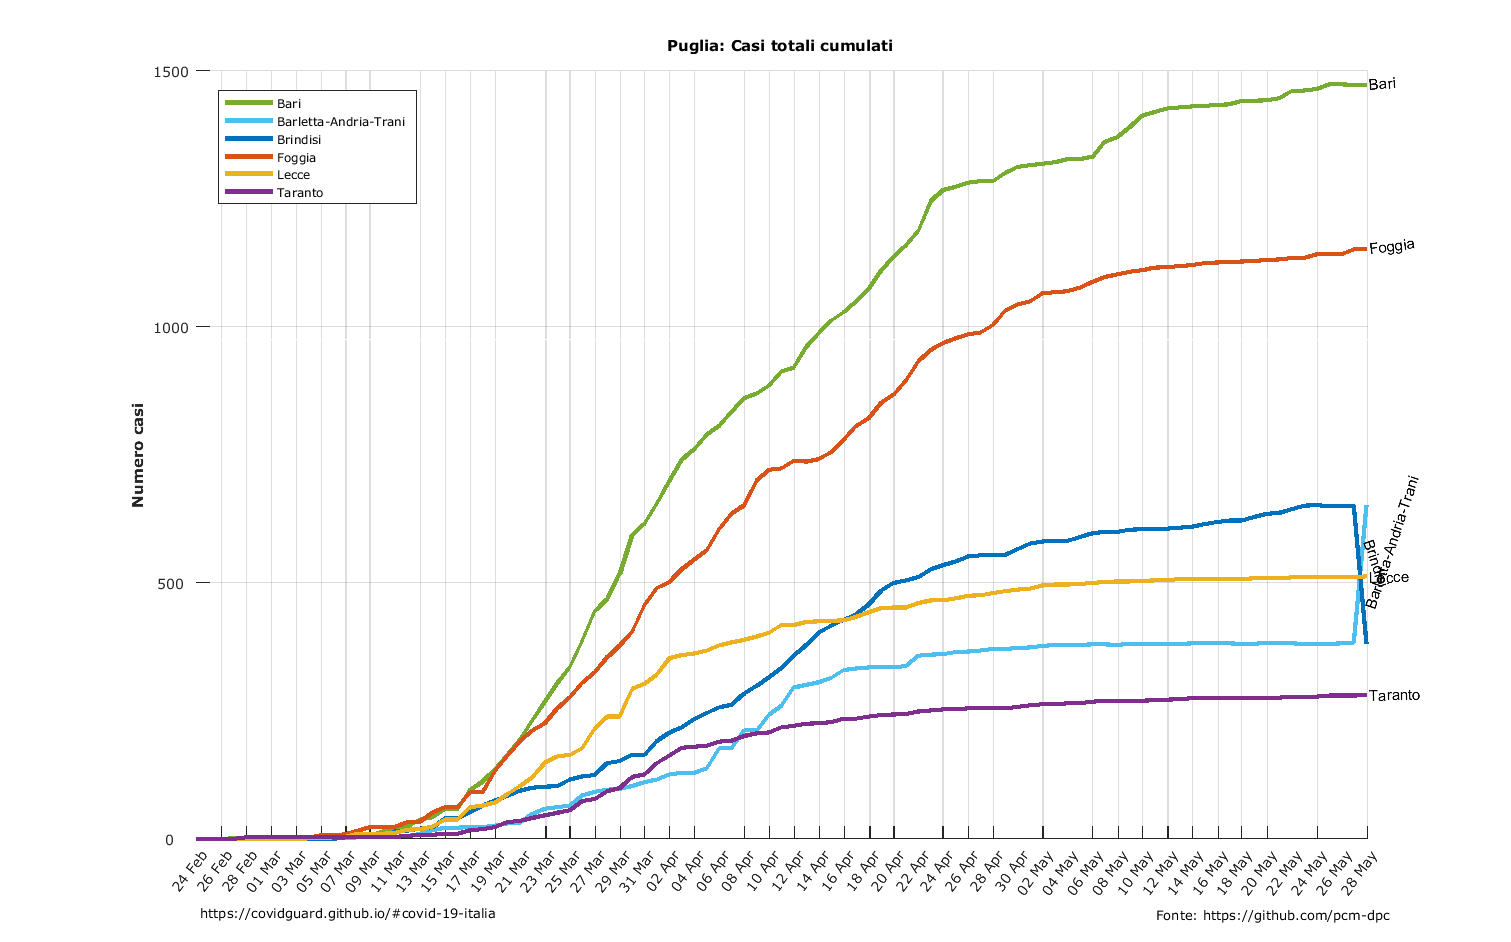 Puglia: Casi totali cumulati
1500
1000
500
0
Numero casi
Bari
Barletta-Andria-Trani
Brindisi
Foggia
Lecce
Taranto
Bari
Foggia
Barletta-Andria-Trani
Brindisi
Lecce
Taranto
24 Feb
26 Feb
28 Feb
01 Mar
03 Mar
05 Mar
07 Mar
09 Mar
11 Mar
13 Mar
15 Mar
17 Mar
19 Mar
21 Mar
23 Mar
25 Mar
27 Mar
29 Mar
31 Mar
02 Apr
04 Apr
06 Apr
08 Apr
10 Apr
12 Apr
14 Apr
16 Apr
18 Apr
20 Apr
22 Apr
24 Apr
26 Apr
28 Apr
30 Apr
02 May
04 May
06 May
08 May
10 May
12 May
14 May
16 May
18 May
20 May
22 May
24 May
26 May
28 May
https://covidguard.github.io/#covid-19-italia
Fonte: https://github.com/pcm-dpc